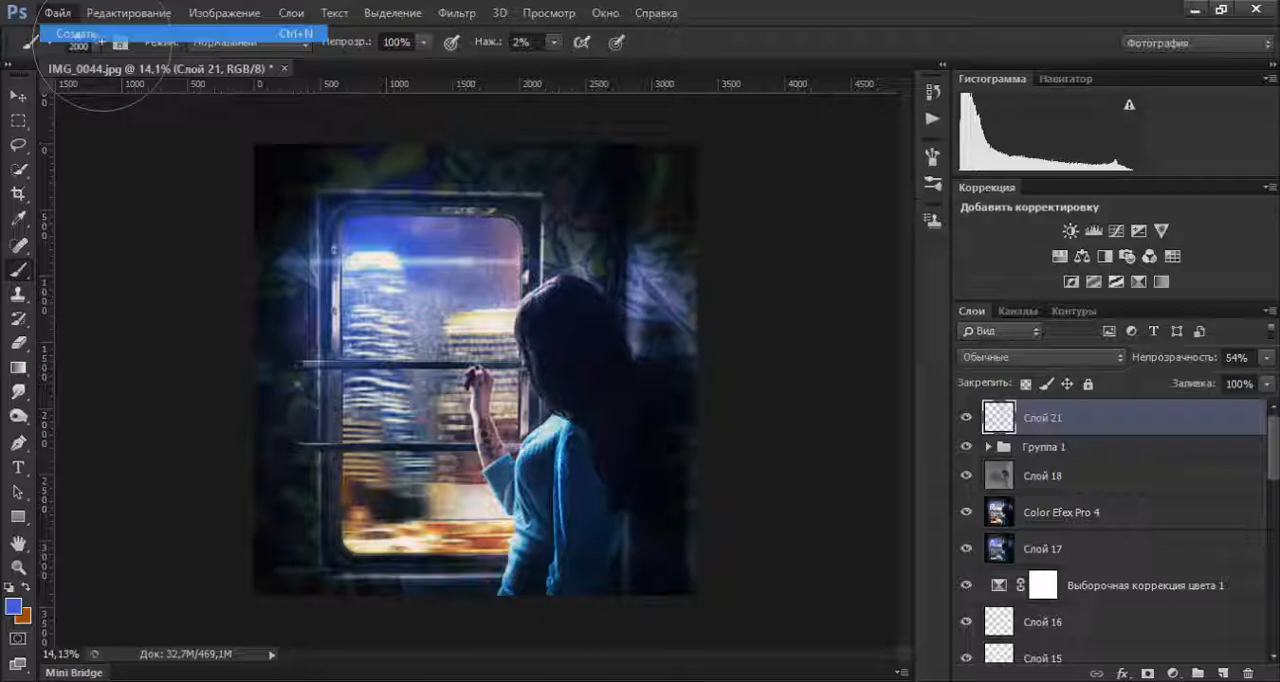 Ps Файл Редактирование Изображение Слои Текст Выделение Фильтр 3D Просмотр Окно Справка
Создать... Ctrl+N
2000 Режим: Нормальный Непрозр.: 100% Наж.: 2% Фотография
IMG_0044.jpg @ 14,1% (Слой 21, RGB/8) * ×
1500 1000 500 0 500 1000 1500 2000 2500 3000 3500 4000 4500
Гистограмма Навигатор
Коррекция
Добавить корректировку
Слои Каналы Контуры
Вид
Обычные Непрозрачность: 54%
Закрепить: Заливка: 100%
Слой 21
Группа 1
Слой 18
Color Efex Pro 4
Слой 17
Выборочная коррекция цвета 1
Слой 16
Слой 15
fx
14,13% Док: 32,7M/469,1M
Mini Bridge